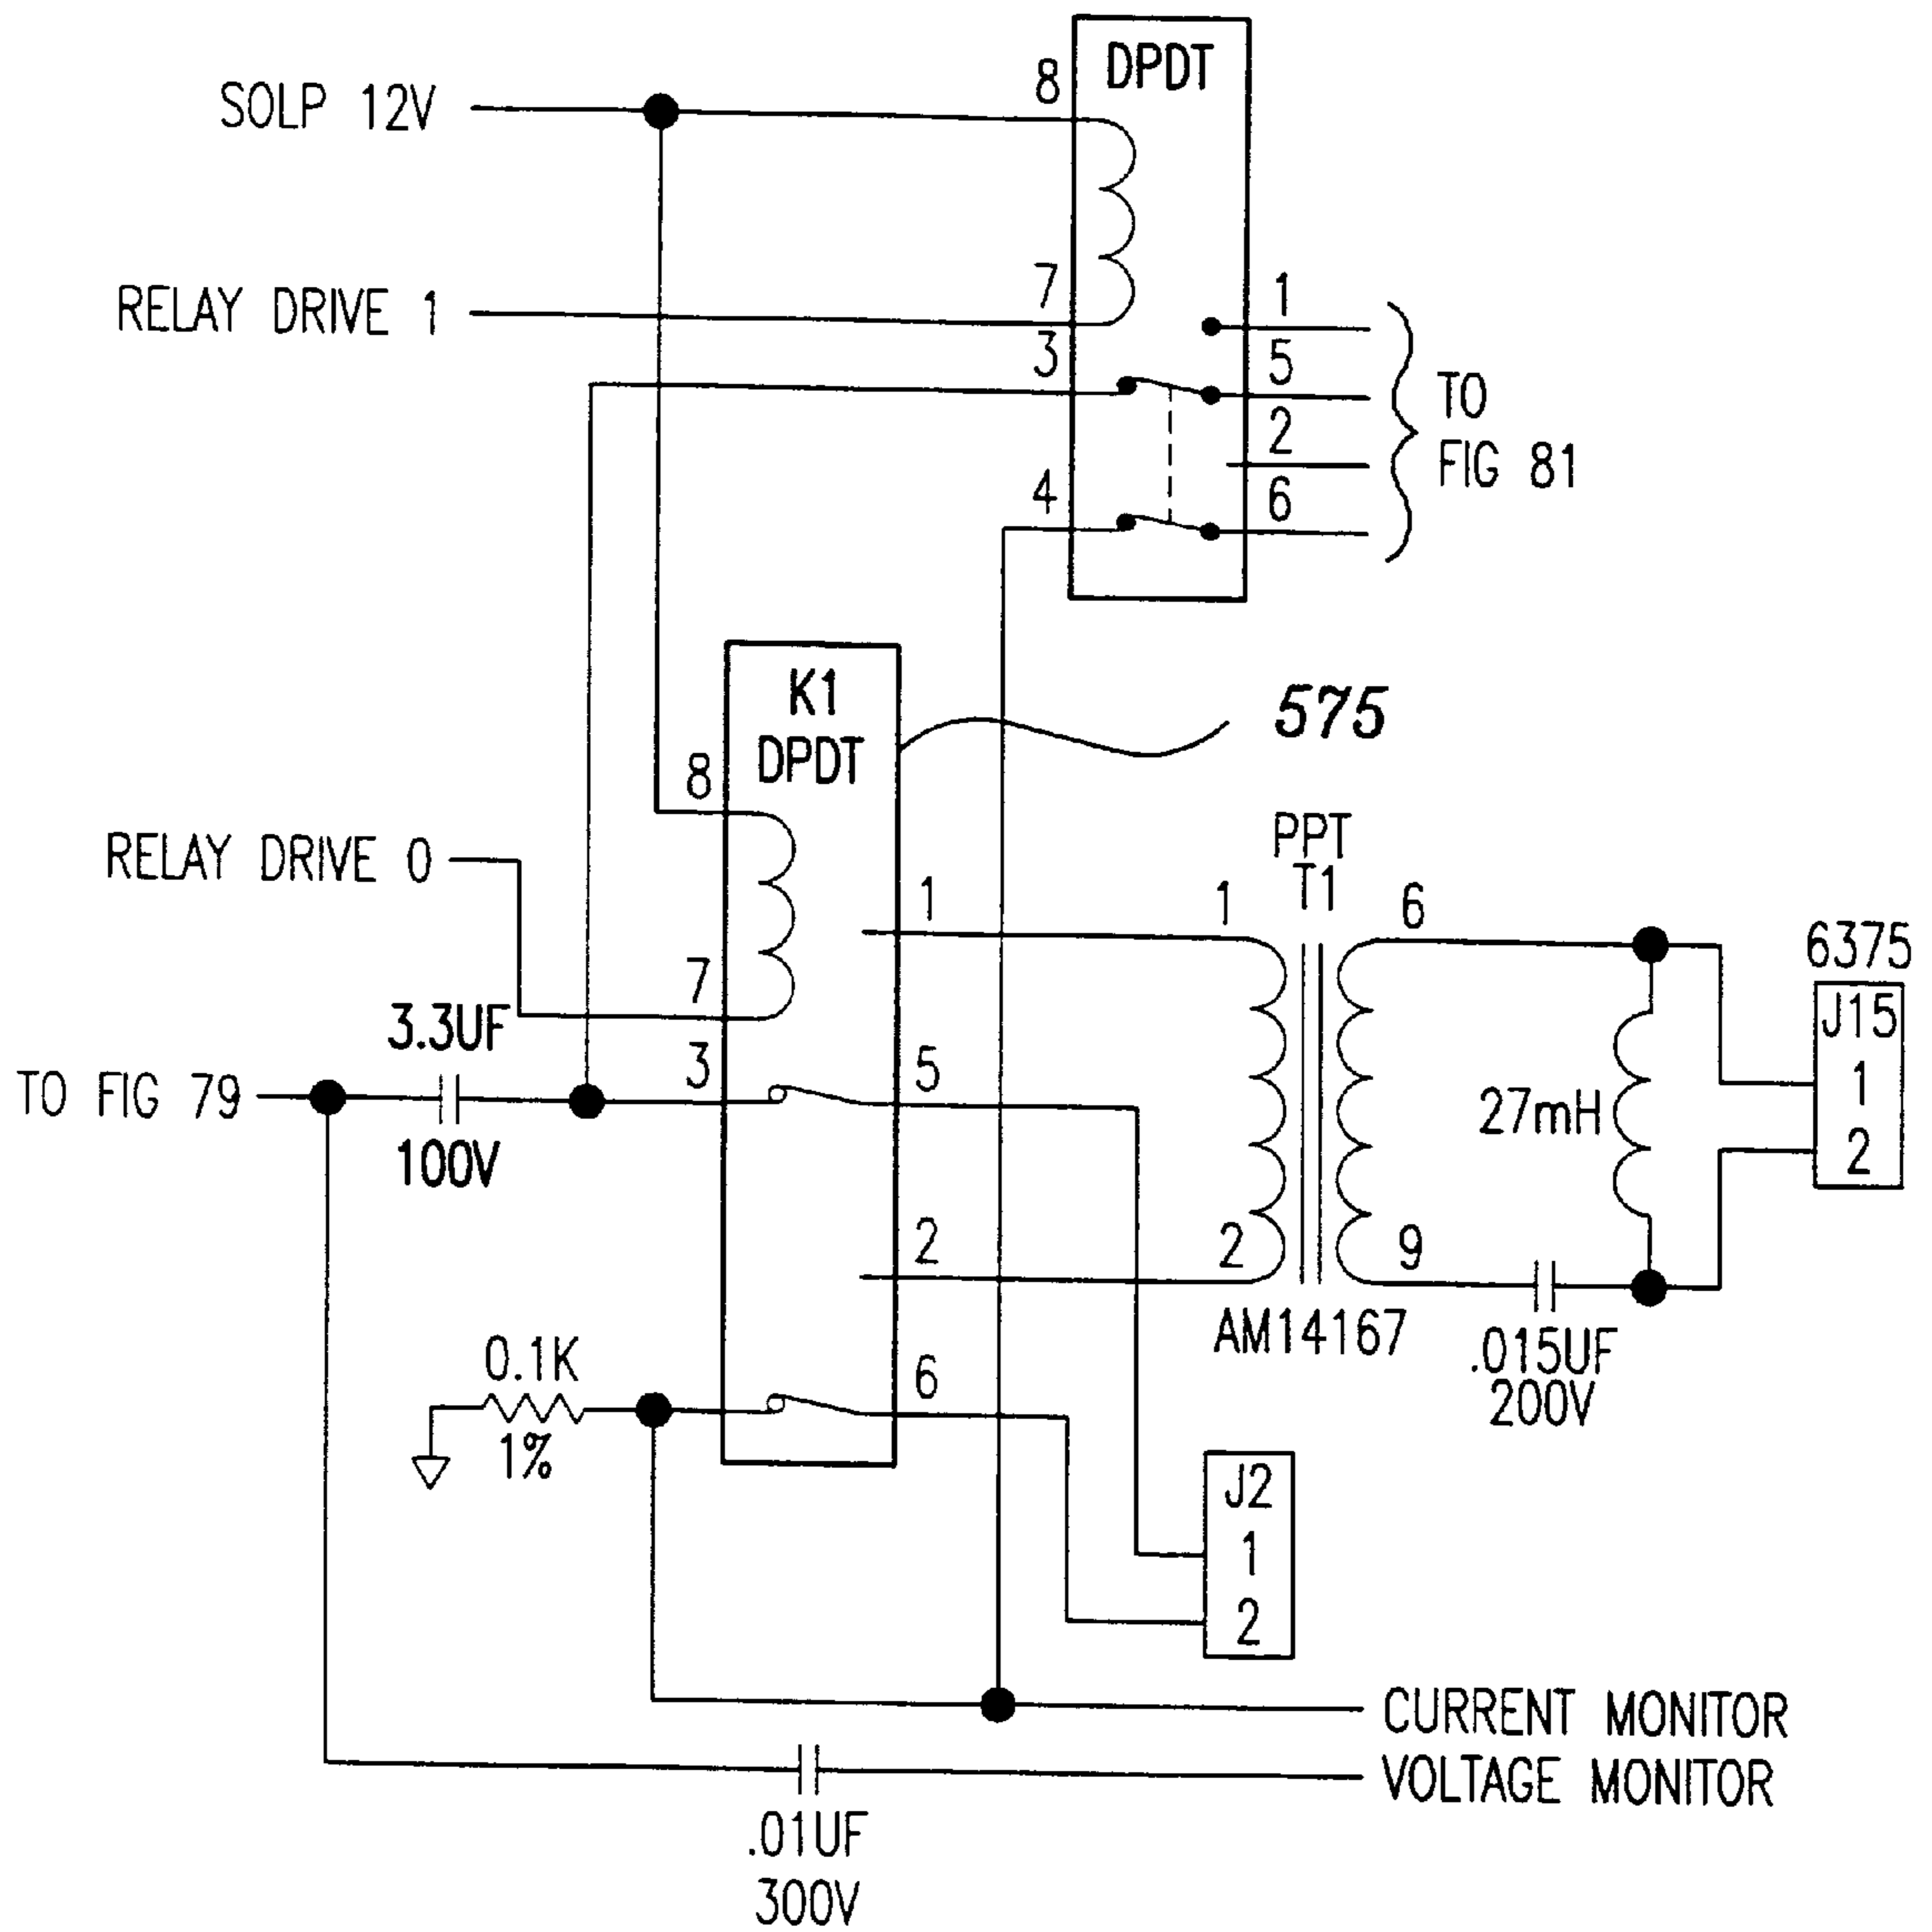 DPDT
8
SOLP 12V
7
RELAY DRIVE 1
1
3
5
2
4
6
TO
FIG 81
K1
DPDT
575
8
RELAY DRIVE 0
PPT
T1
1
1
6
6375
7
J15
1
2
3.3UF
3
5
TO FIG 79
100V
27mH
2
2
9
AM14167
.015UF
200V
0.1K
1%
6
J2
1
2
CURRENT MONITOR
VOLTAGE MONITOR
.01UF
300V